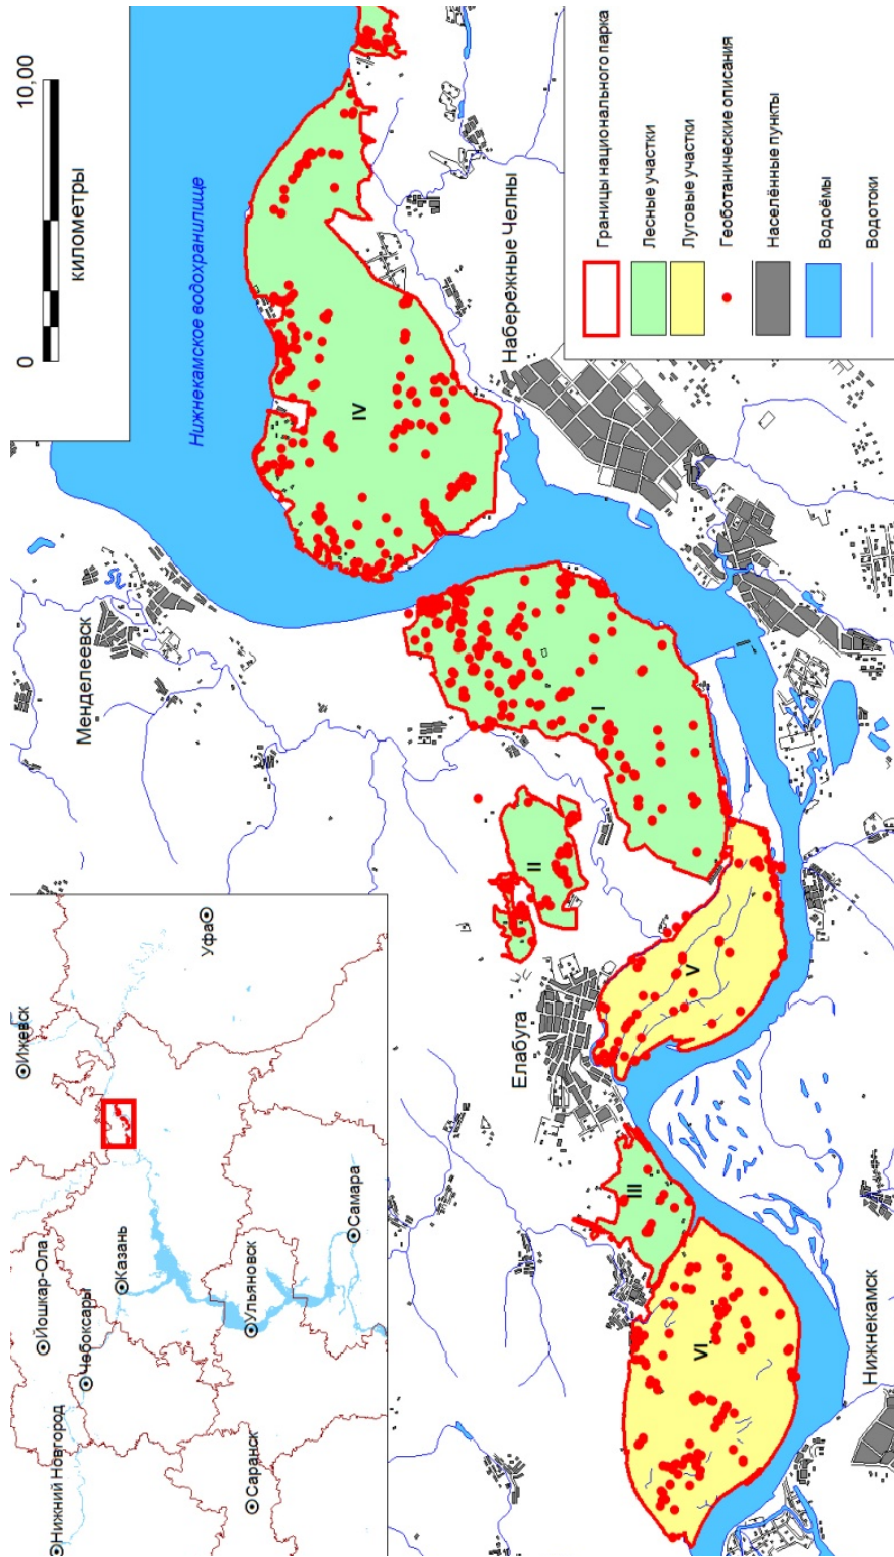 Нижний Новгород
Йошкар-Ола
Чебоксары
Казань
Ижевск
Уфа
Саранск
Ульяновск
Самара
Менделеевск
Нижнекамское водохранилище
0
10,00
километры
Елабуга
Набережные Челны
Нижнекамск
I
II
III
IV
V
VI
Границы национального парка
Лесные участки
Луговые участки
Геоботанические описания
Населённые пункты
Водоёмы
Водотоки